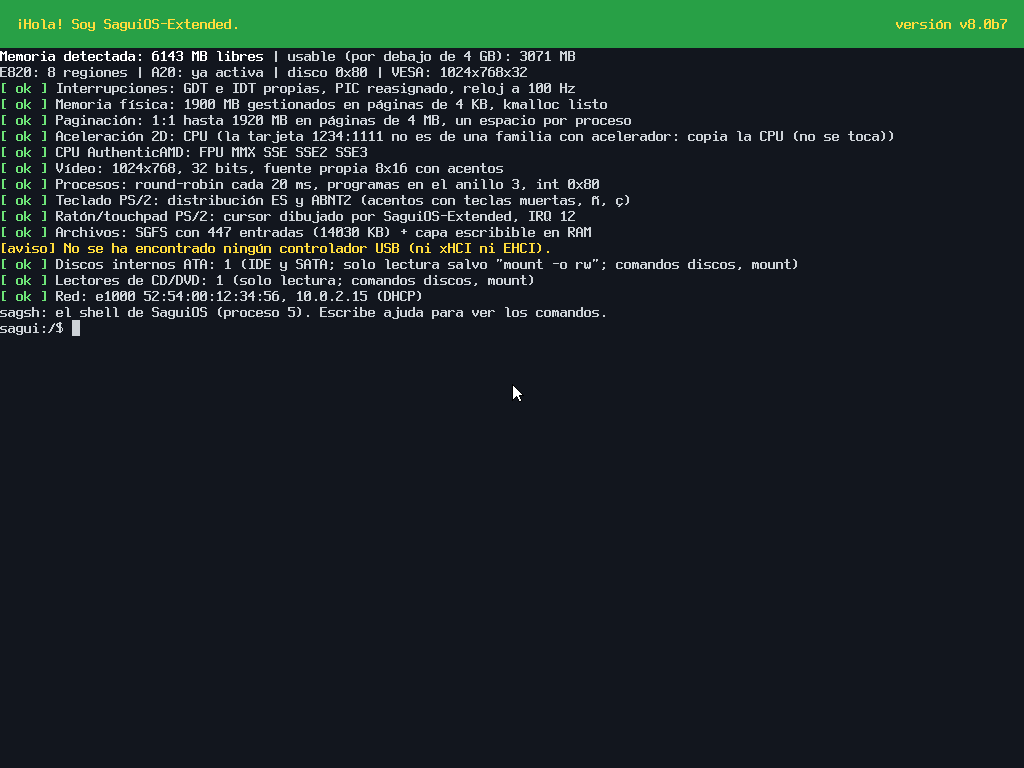 ¡Hola! Soy SaguiOS-Extended. versión v8.0b7
Memoria detectada: 6143 MB libres | usable (por debajo de 4 GB): 3071 MB
E820: 8 regiones | A20: ya activa | disco 0x80 | VESA: 1024x768x32
[ ok ] Interrupciones: GDT e IDT propias, PIC reasignado, reloj a 100 Hz
[ ok ] Memoria física: 1900 MB gestionados en páginas de 4 KB, kmalloc listo
[ ok ] Paginación: 1:1 hasta 1920 MB en páginas de 4 MB, un espacio por proceso
[ ok ] Aceleración 2D: CPU (la tarjeta 1234:1111 no es de una familia con acelerador: copia la CPU (no se toca))
[ ok ] CPU AuthenticAMD: FPU MMX SSE SSE2 SSE3
[ ok ] Vídeo: 1024x768, 32 bits, fuente propia 8x16 con acentos
[ ok ] Procesos: round-robin cada 20 ms, programas en el anillo 3, int 0x80
[ ok ] Teclado PS/2: distribución ES y ABNT2 (acentos con teclas muertas, ñ, ç)
[ ok ] Ratón/touchpad PS/2: cursor dibujado por SaguiOS-Extended, IRQ 12
[ ok ] Archivos: SGFS con 447 entradas (14030 KB) + capa escribible en RAM
[aviso] No se ha encontrado ningún controlador USB (ni xHCI ni EHCI).
[ ok ] Discos internos ATA: 1 (IDE y SATA; solo lectura salvo "mount -o rw"; comandos discos, mount)
[ ok ] Lectores de CD/DVD: 1 (solo lectura; comandos discos, mount)
[ ok ] Red: e1000 52:54:00:12:34:56, 10.0.2.15 (DHCP)
sagsh: el shell de SaguiOS (proceso 5). Escribe ajuda para ver los comandos.
sagui:/$